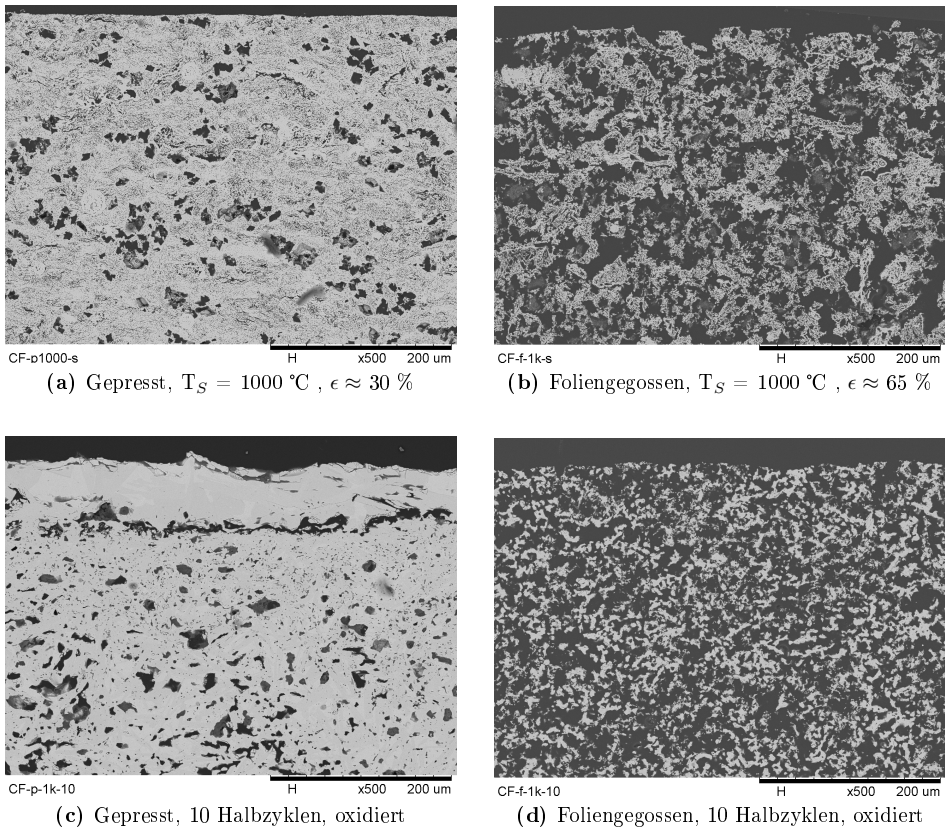 CF-p1000-s H x500 200 um
CF-f-1k-s H x500 200 um
(a) Gepresst, T_S = 1000 °C , ϵ ≈ 30 %
(b) Foliengegossen, T_S = 1000 °C , ϵ ≈ 65 %
CF-p-1k-10 H x500 200 um
CF-f-1k-10 H x500 200 um
(c) Gepresst, 10 Halbzyklen, oxidiert
(d) Foliengegossen, 10 Halbzyklen, oxidiert